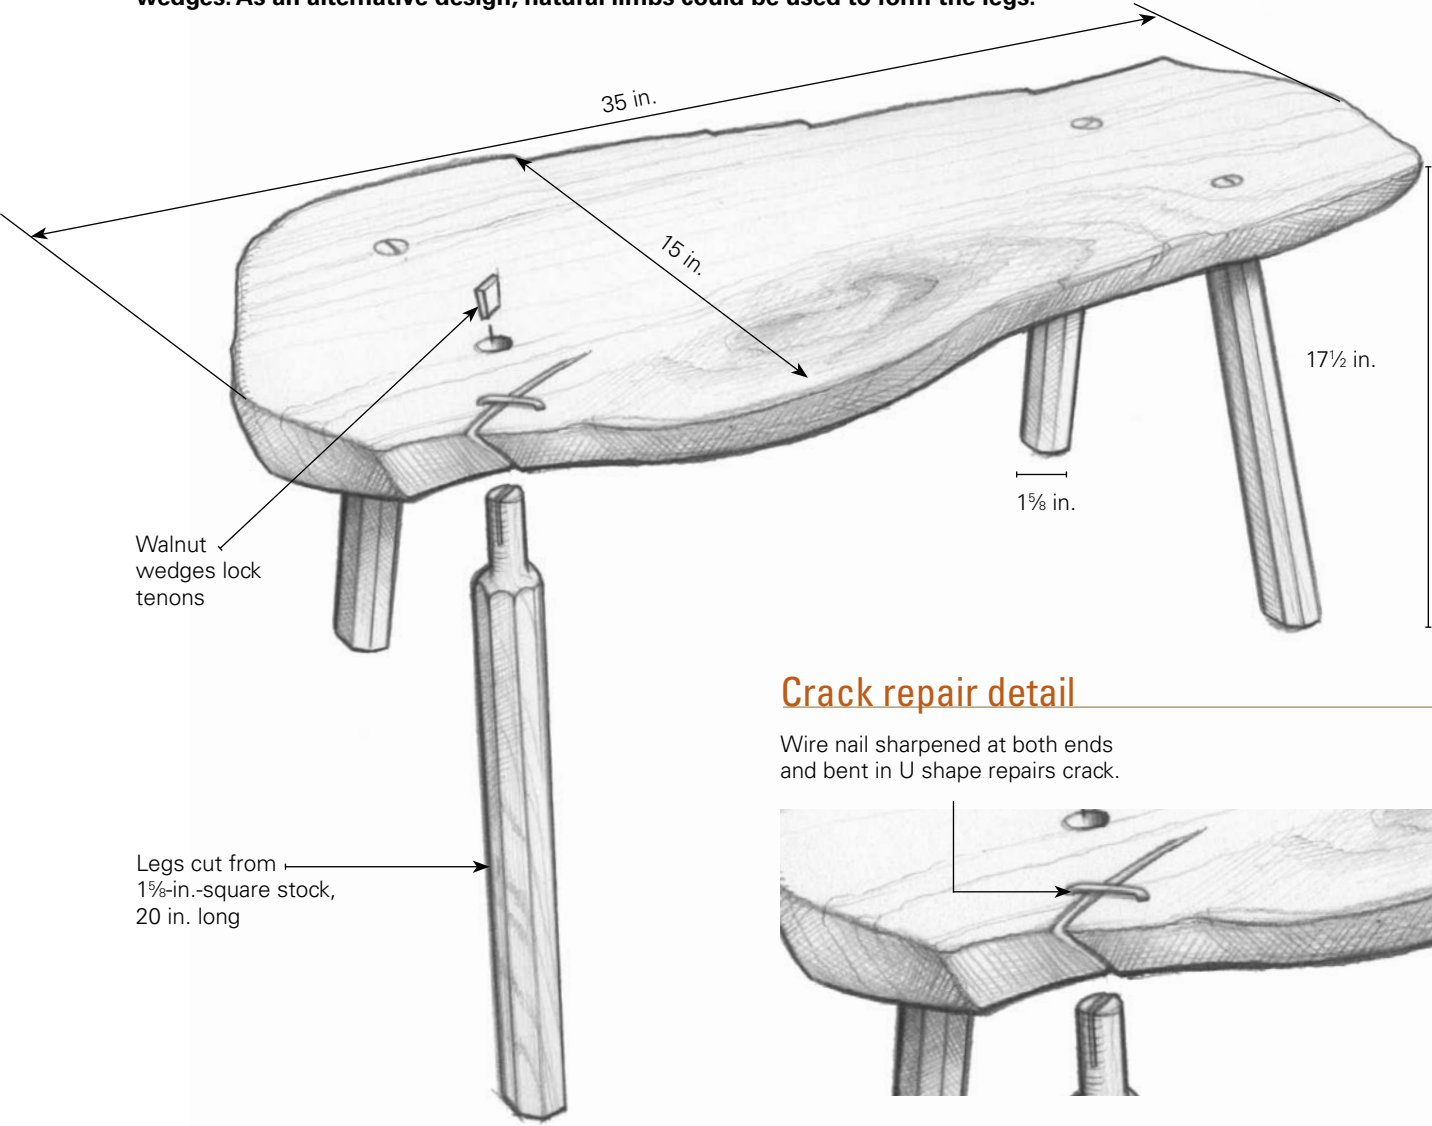 wedges. As an alternative design, natural limbs could be used to form the legs.
35 in.
15 in.
17½ in.
1⅝ in.
Walnut
wedges lock
tenons
Crack repair detail
Wire nail sharpened at both ends
and bent in U shape repairs crack.
Legs cut from
1⅝-in.-square stock,
20 in. long